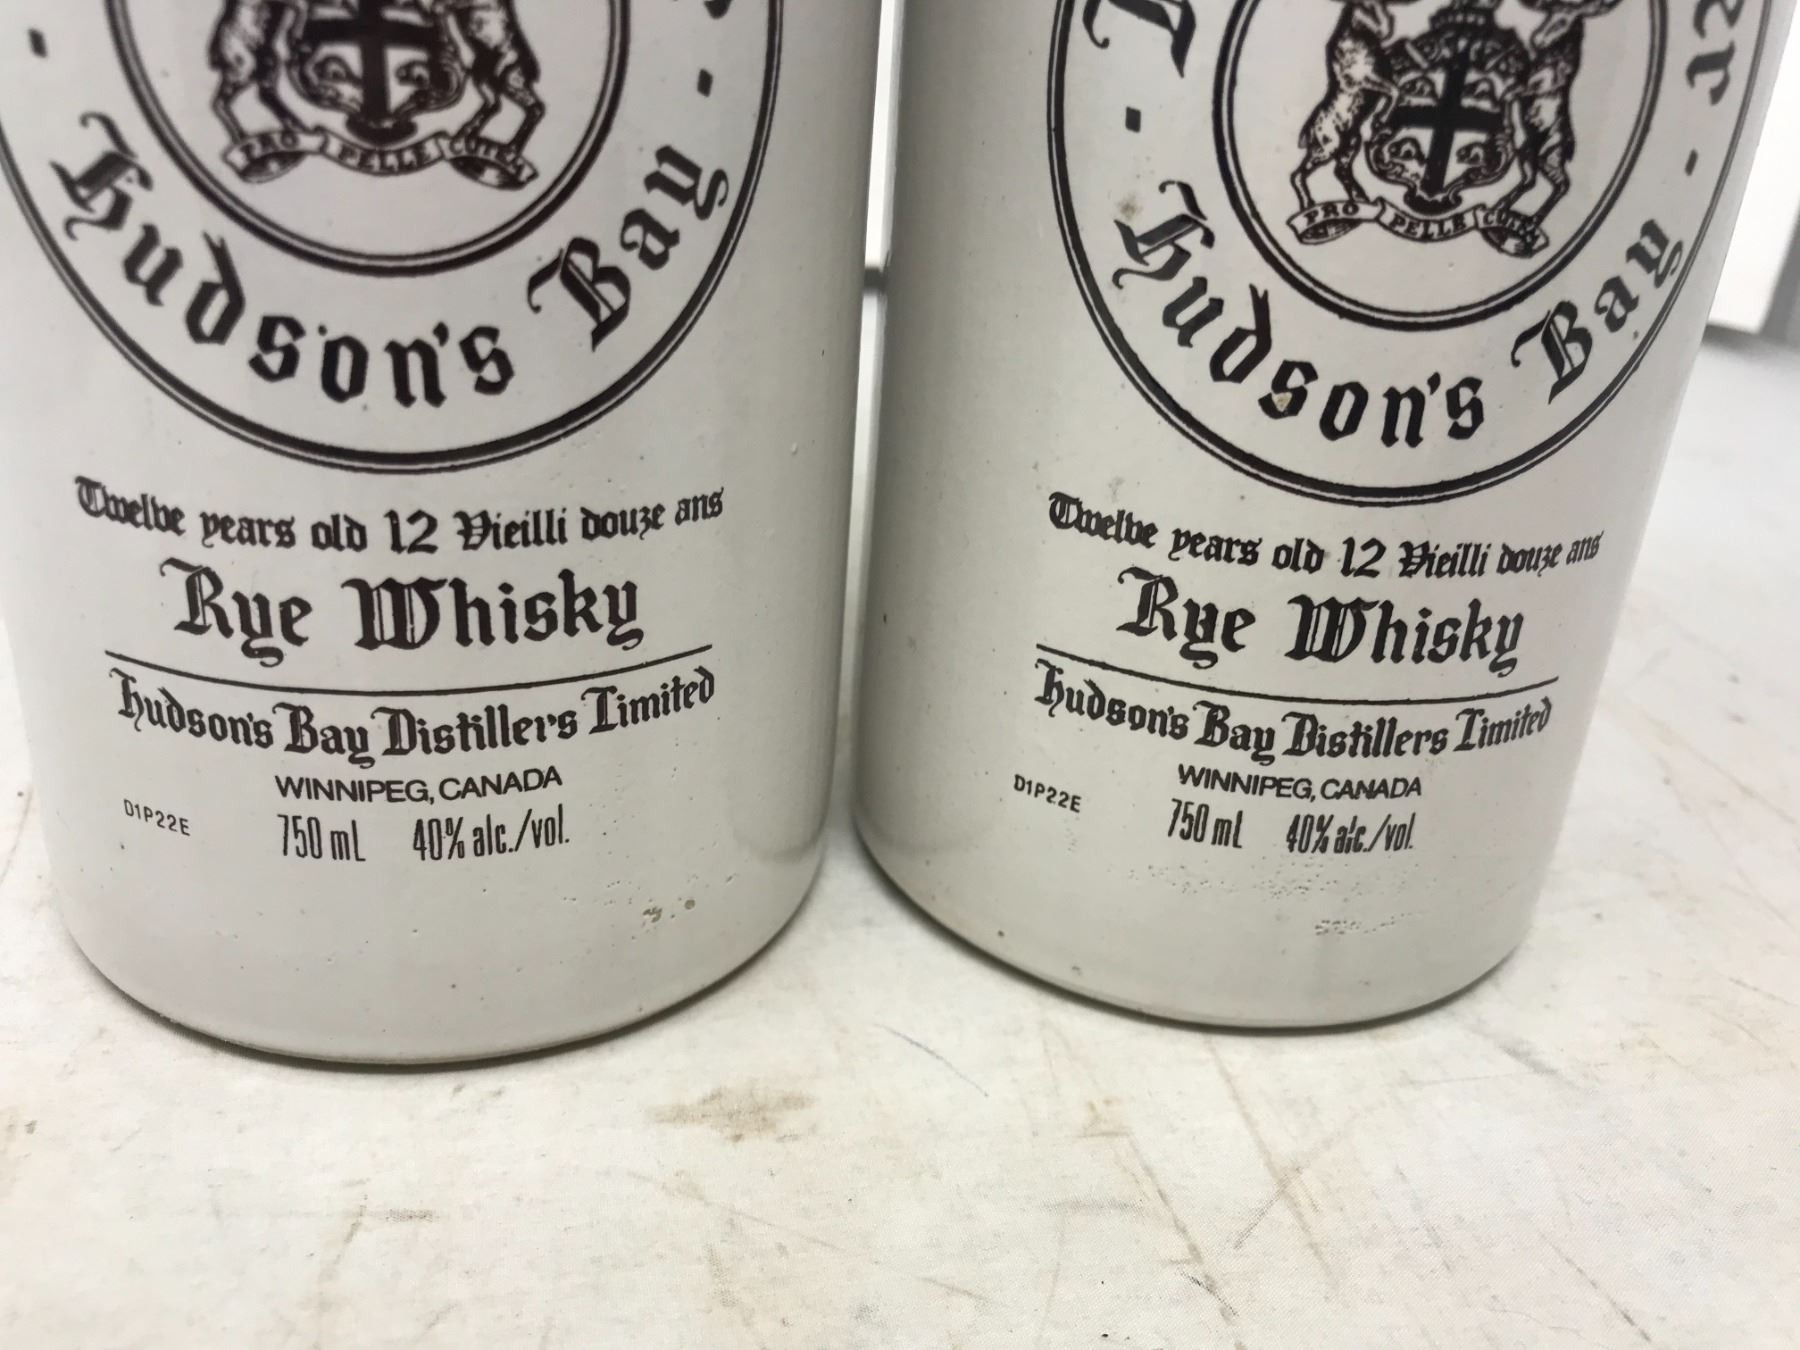 PRO PELLE CUTEM
Hudson's Bay
Twelve years old 12 Vieilli douze ans
Rye Whisky
Hudson's Bay Distillers Limited
WINNIPEG, CANADA
D1P22E
750 mL 40% alc./vol.
PRO PELLE CUTEM
Hudson's Bay
Twelve years old 12 Vieilli douze ans
Rye Whisky
Hudson's Bay Distillers Limited
WINNIPEG, CANADA
D1P22E
750 mL 40% alc./vol.